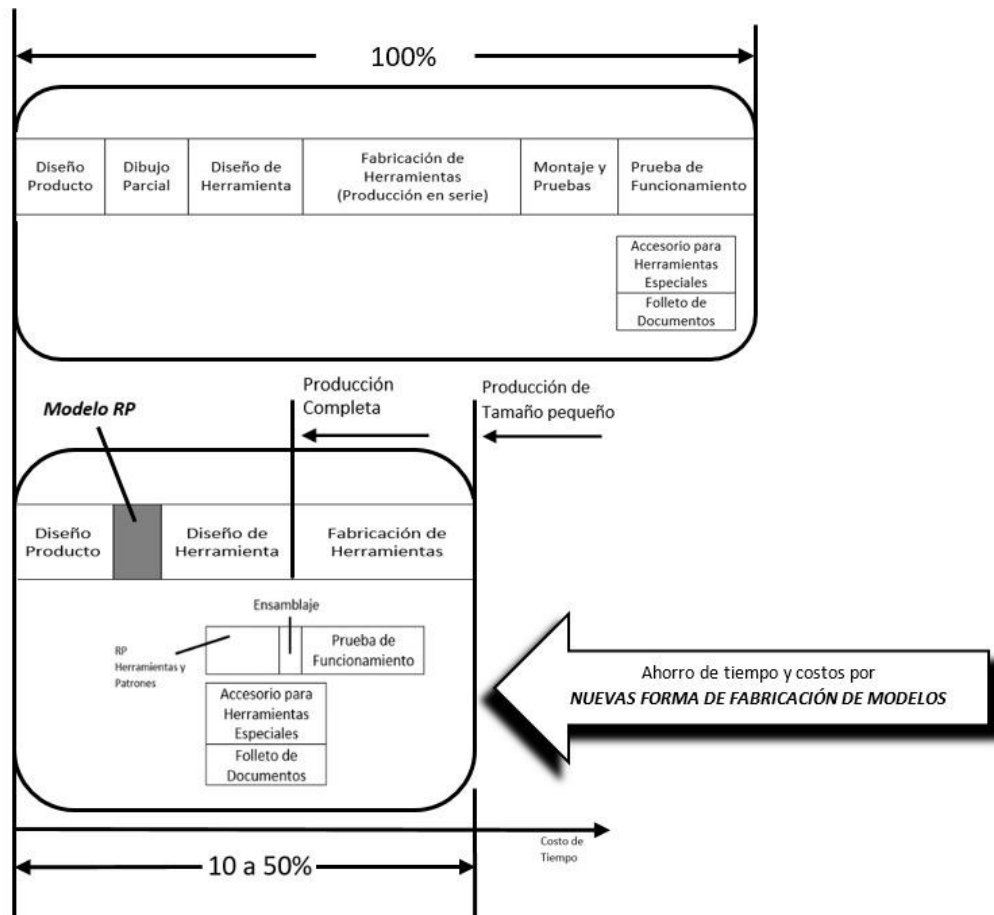 100%
Diseño
Producto
Dibujo
Parcial
Diseño de
Herramienta
Fabricación de
Herramientas
(Producción en serie)
Montaje y
Pruebas
Prueba de
Funcionamiento
Accesorio para
Herramientas
Especiales
Folleto de
Documentos
Modelo RP
Producción
Completa
Producción de
Tamaño pequeño
Diseño
Producto
Diseño de
Herramienta
Fabricación de
Herramientas
Ensamblaje
RP
Herramientas y
Patrones
Prueba de
Funcionamiento
Accesorio para
Herramientas
Especiales
Folleto de
Documentos
Ahorro de tiempo y costos por
NUEVAS FORMA DE FABRICACIÓN DE MODELOS
Costo de
Tiempo
10 a 50%